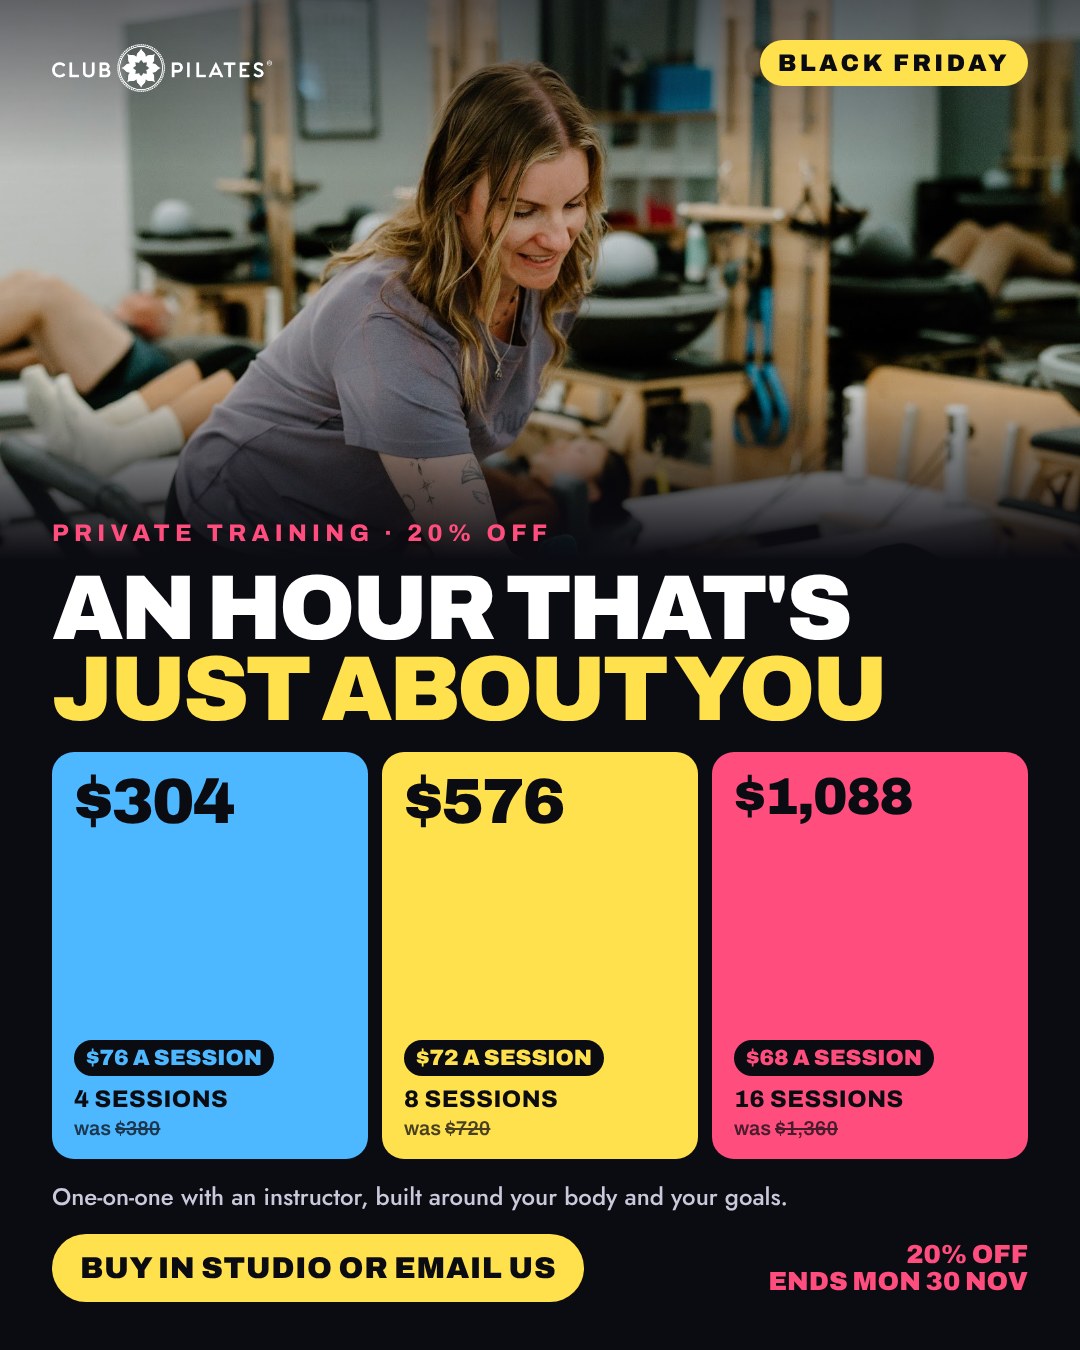 CLUB PILATES®
BLACK FRIDAY
PRIVATE TRAINING · 20% OFF
AN HOUR THAT'S
JUST ABOUT YOU
$304
$76 A SESSION
4 SESSIONS
was $380
$576
$72 A SESSION
8 SESSIONS
was $720
$1,088
$68 A SESSION
16 SESSIONS
was $1,360
One-on-one with an instructor, built around your body and your goals.
BUY IN STUDIO OR EMAIL US
20% OFF
ENDS MON 30 NOV